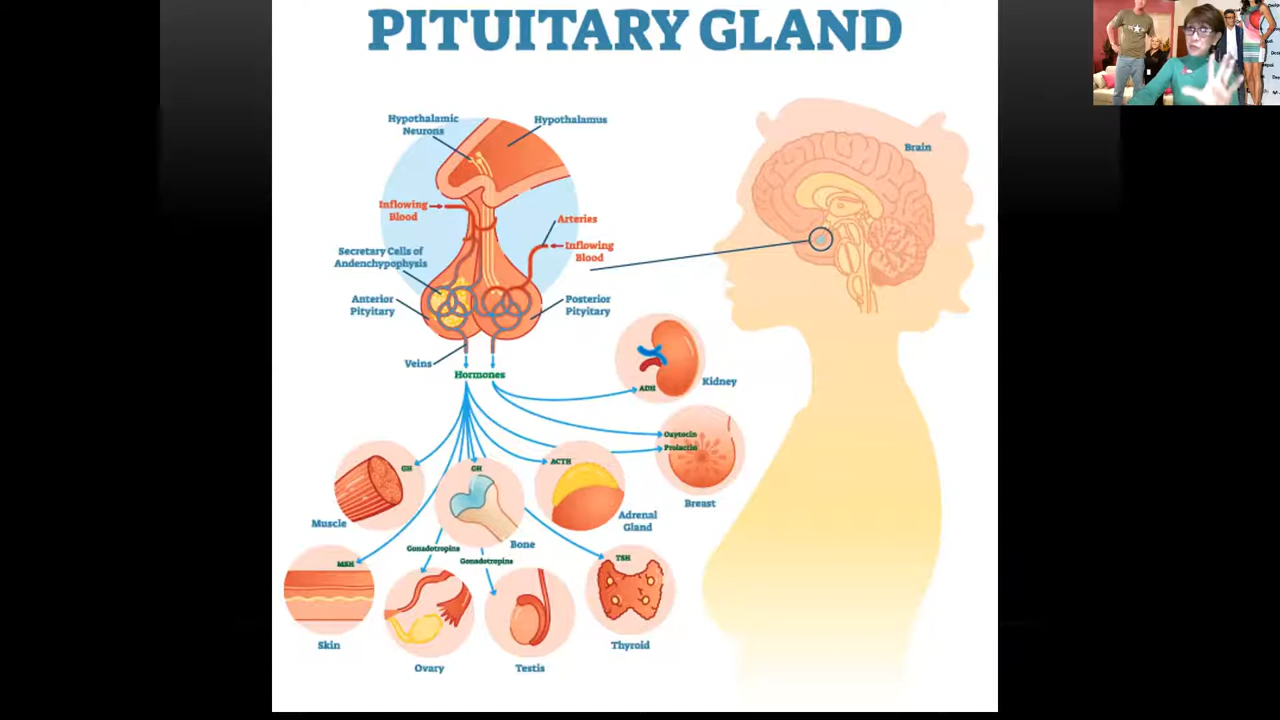 PITUITARY GLAND
Hypothalamic
Neurons
Hypothalamus
Brain
Inflowing
Blood
Arteries
Inflowing
Blood
Secretary Cells of
Andenchypophysis
Anterior
Pityitary
Posterior
Pityitary
Veins
Hormones
ADH
Kidney
Oxytocin
Prolactin
Breast
GH
GH
ACTH
Muscle
Adrenal
Gland
Bone
Gonadotropins
Gonadotropins
MSH
TSH
Skin
Ovary
Testis
Thyroid